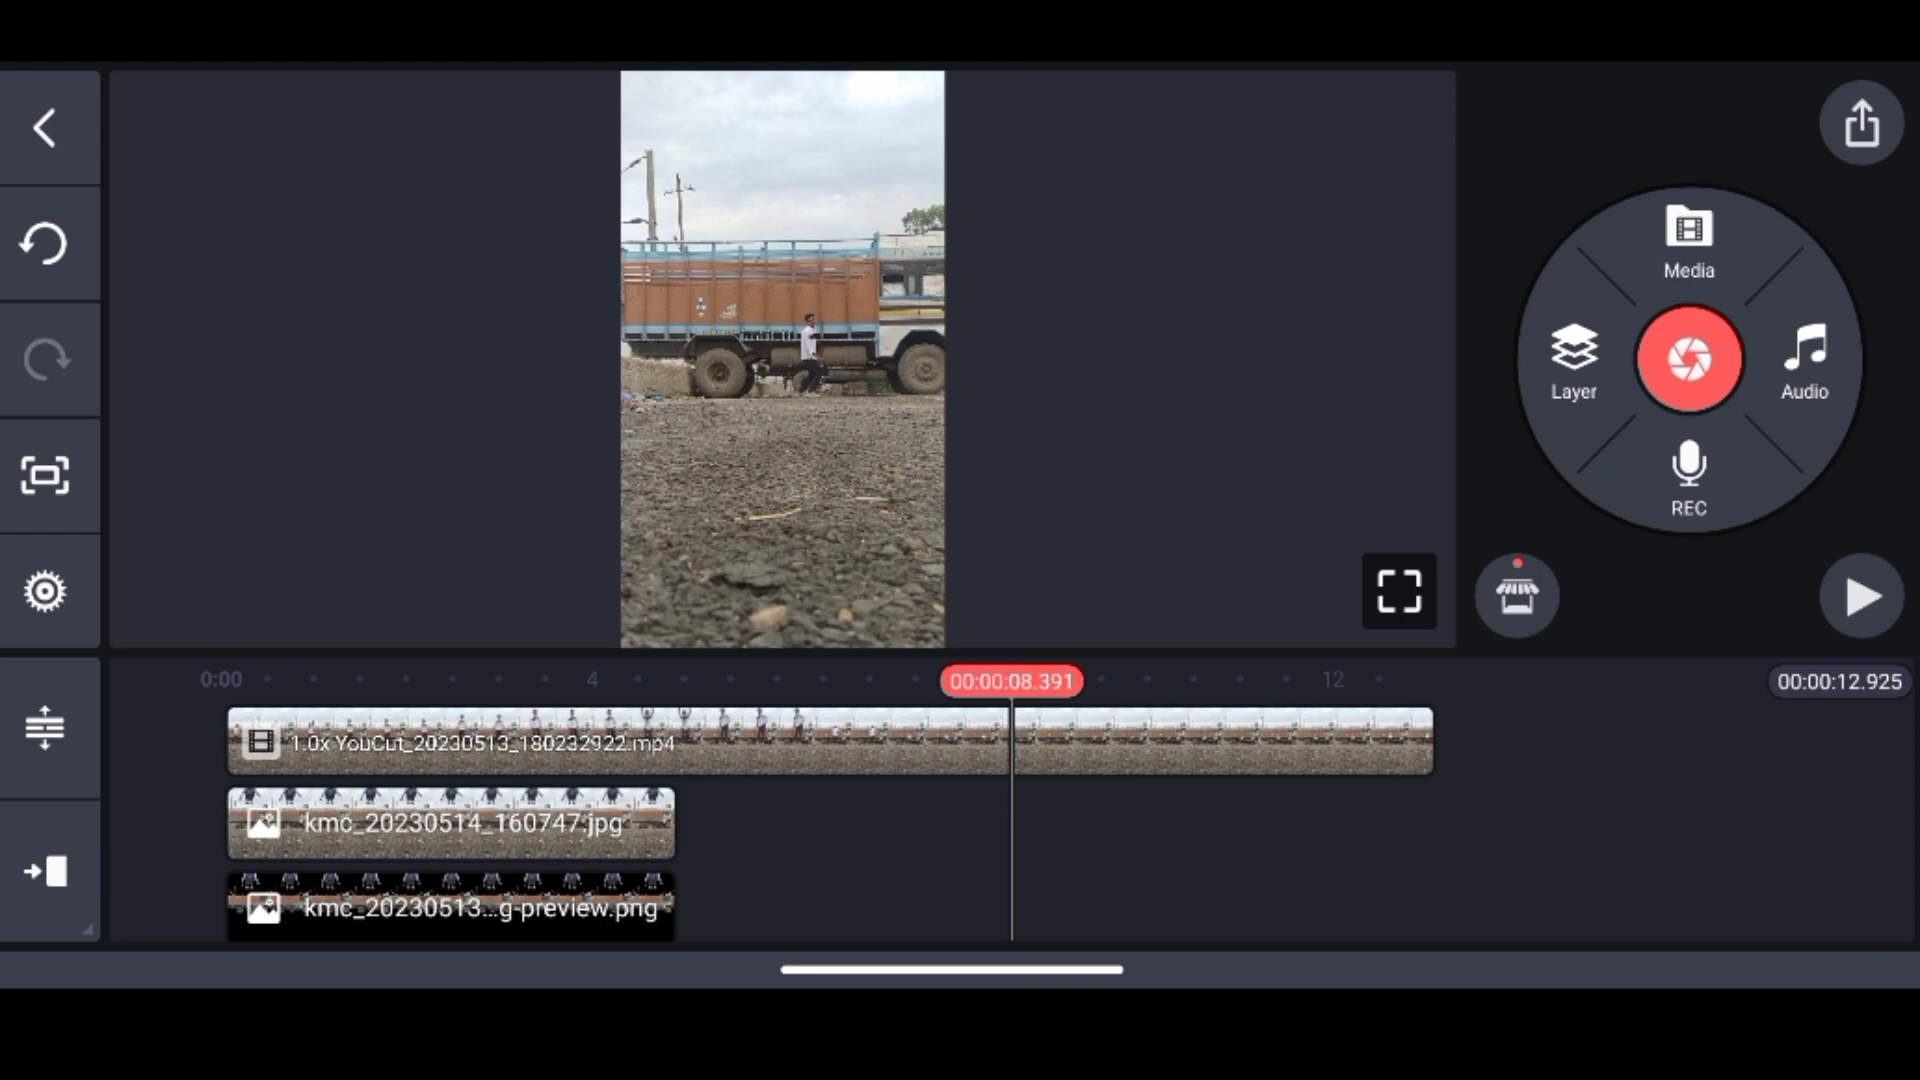 Media
Layer
Audio
REC
0:00
4
00:00:08.391
12
00:00:12.925
1.0x YouCut_20230513_180232922.mp4
kmc_20230514_160747.jpg
kmc_20230513...g-preview.png